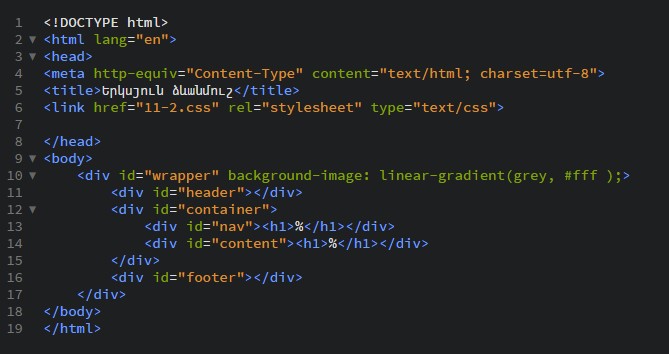 1 <!DOCTYPE html>
2 <html lang="en">
3 <head>
4 <meta http-equiv="Content-Type" content="text/html; charset=utf-8">
5 <title>Երկսյուն ձևանմուշ</title>
6 <link href="11-2.css" rel="stylesheet" type="text/css">
7
8 </head>
9 <body>
10 <div id="wrapper" background-image: linear-gradient(grey, #fff );>
11 <div id="header"></div>
12 <div id="container">
13 <div id="nav"><h1>%</h1></div>
14 <div id="content"><h1>%</h1></div>
15 </div>
16 <div id="footer"></div>
17 </div>
18 </body>
19 </html>